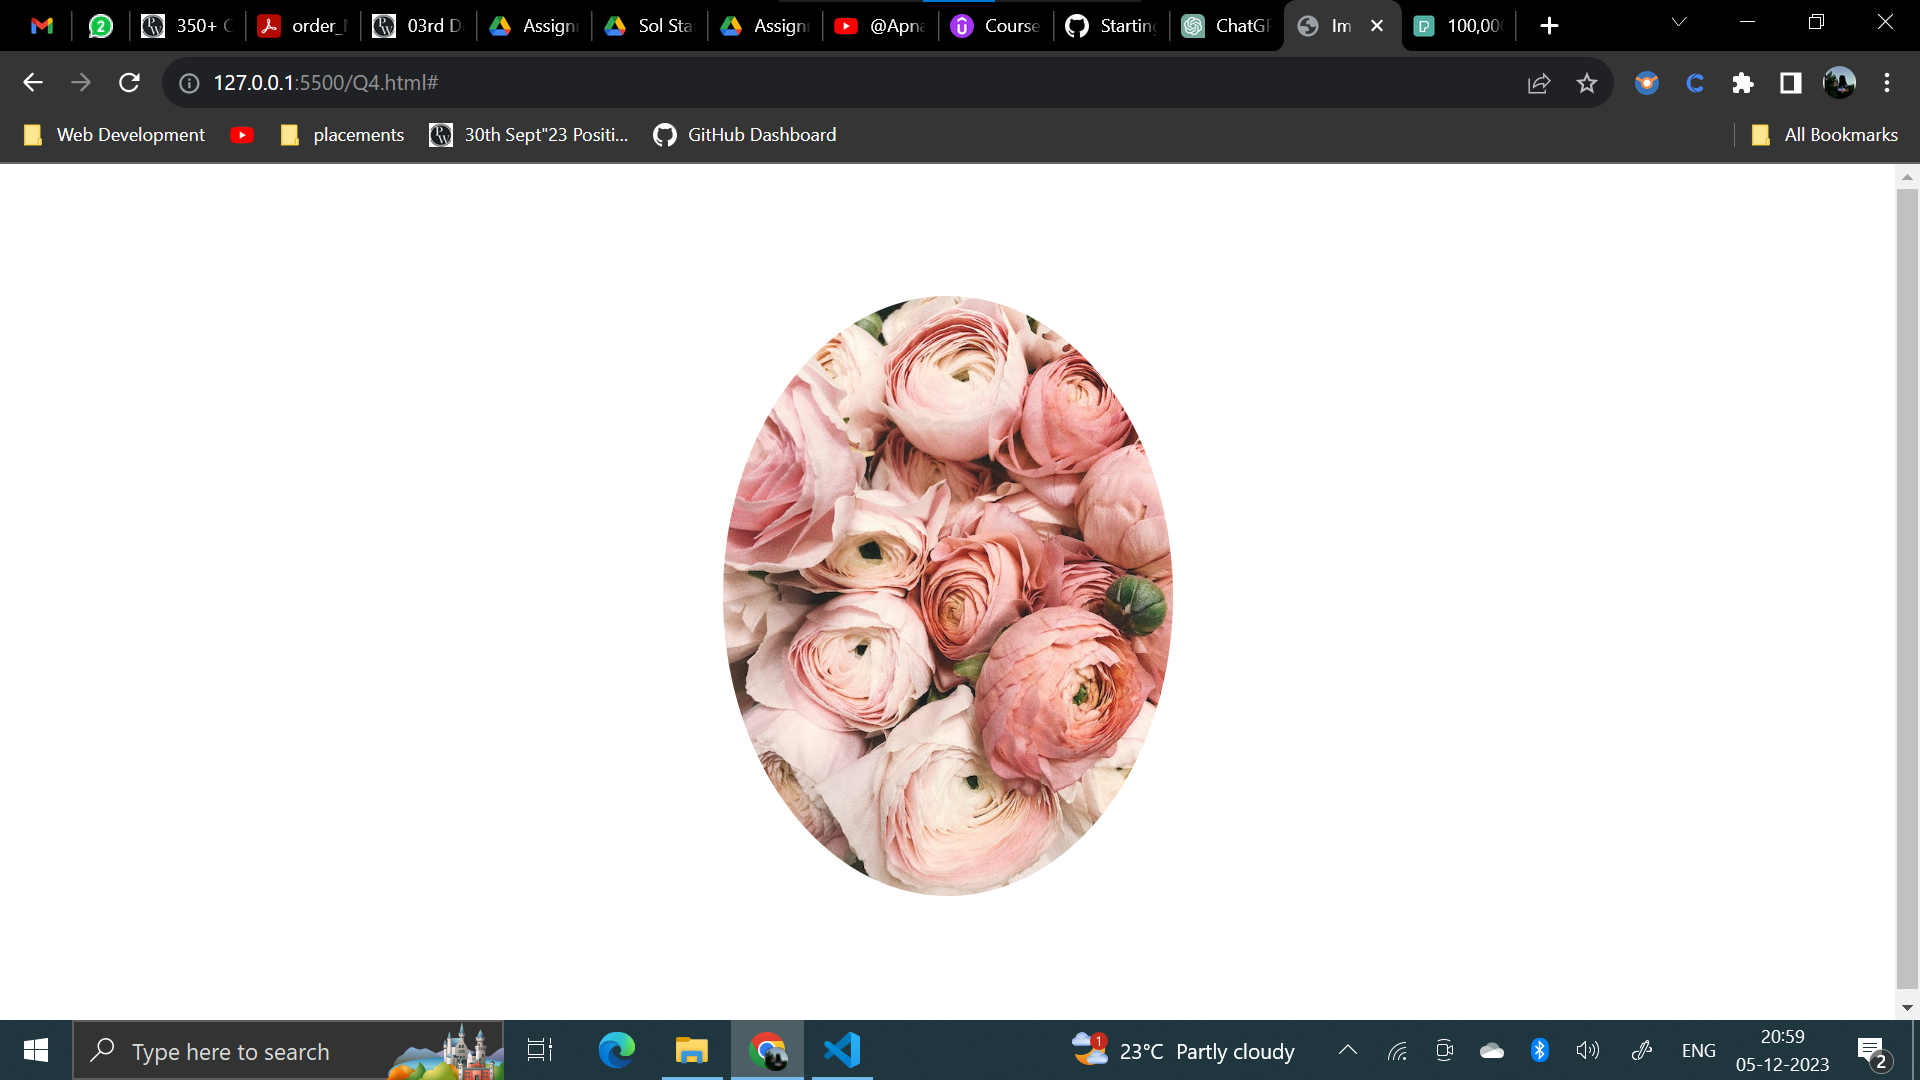 2 350+ C order_ 03rd D Assign Sol Sta Assign @Apna Course Starting ChatGP Im 100,00
127.0.0.1:5500/Q4.html#
Web Development placements 30th Sept"23 Positi... GitHub Dashboard All Bookmarks
Type here to search 1 23°C Partly cloudy ENG 20:59
05-12-2023 2